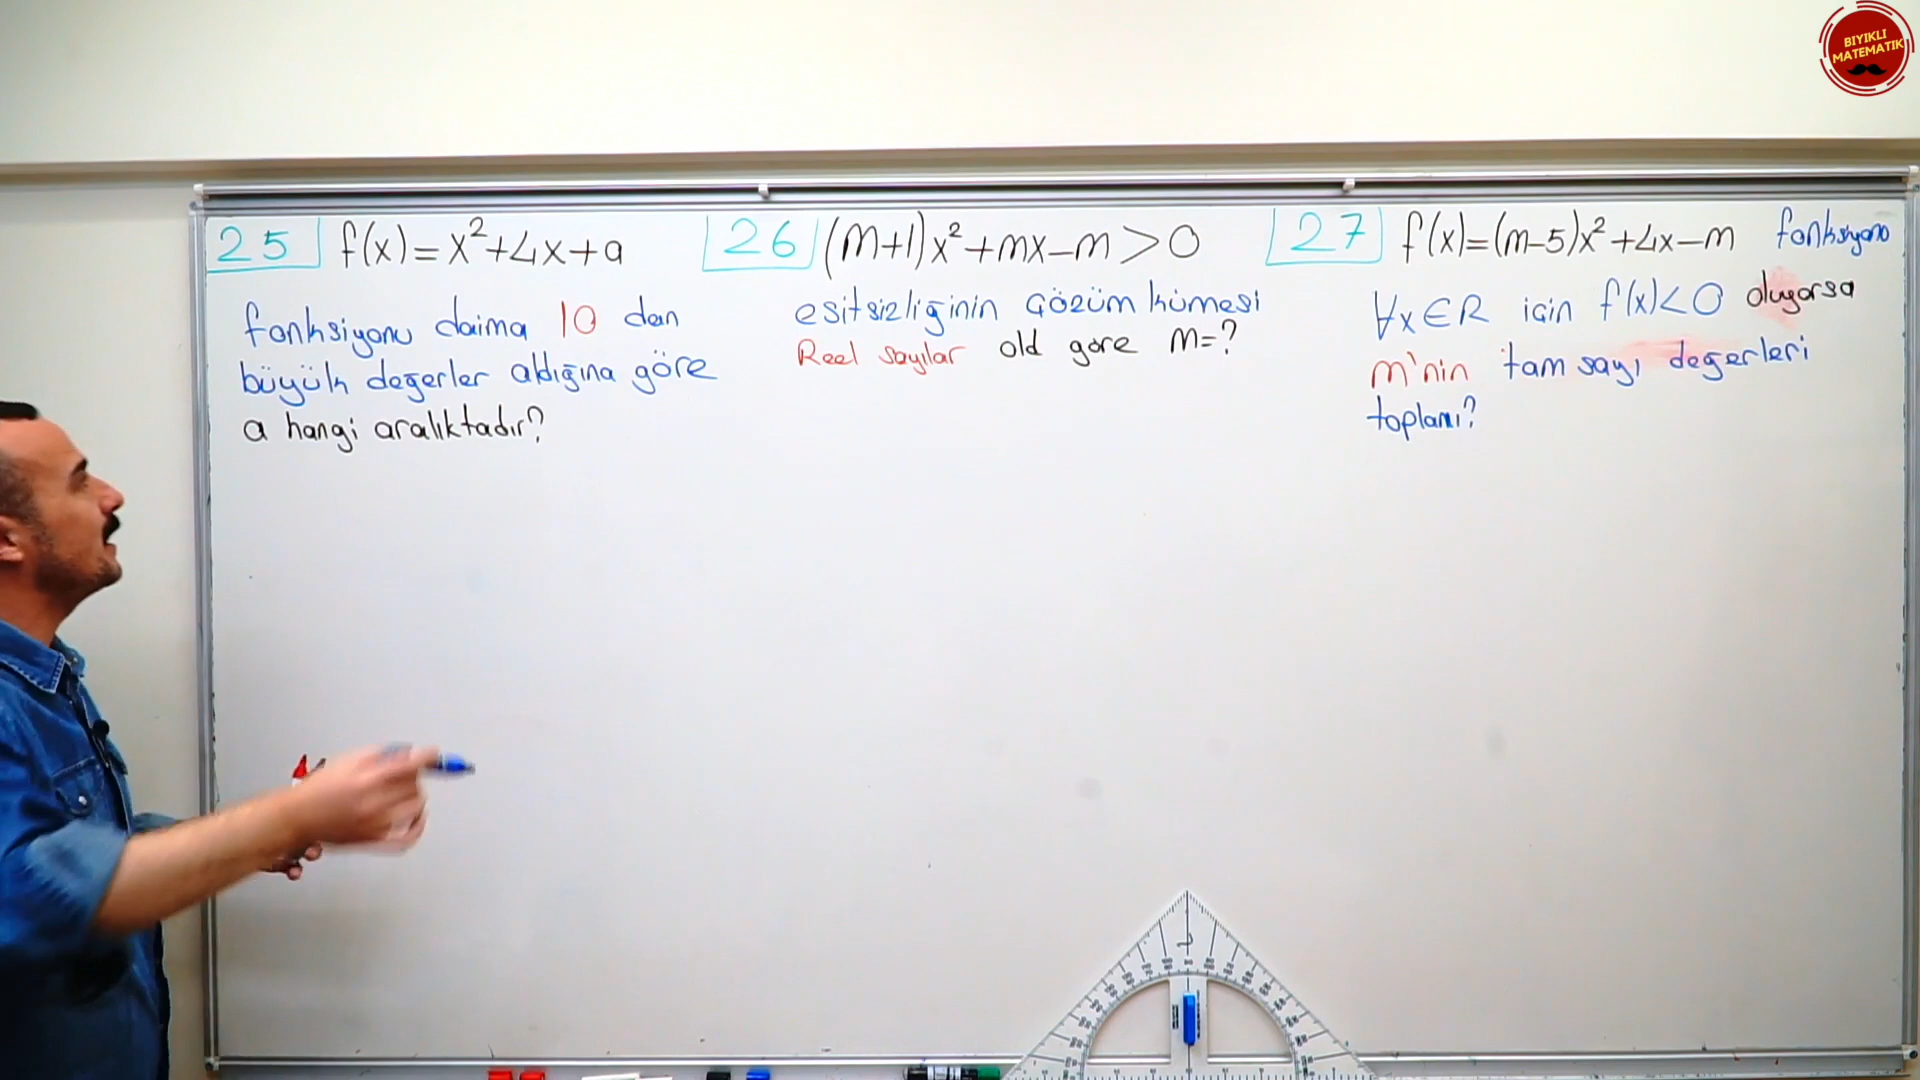 BIYIKLI
MATEMATIK
25 f(x)=x²+4x+a
fonksiyonu daima 10 dan
büyük değerler aldığına göre
a hangi aralıktadır?
26 (m+1)x²+mx-m>0
eşitsizliğinin çözüm kümesi
Reel sayılar old göre m=?
27 f(x)=(m-5)x²+4x-m fonksiyonu
∀x∈R için f(x)<0 oluyorsa
m'nin tam sayı değerleri
toplamı?